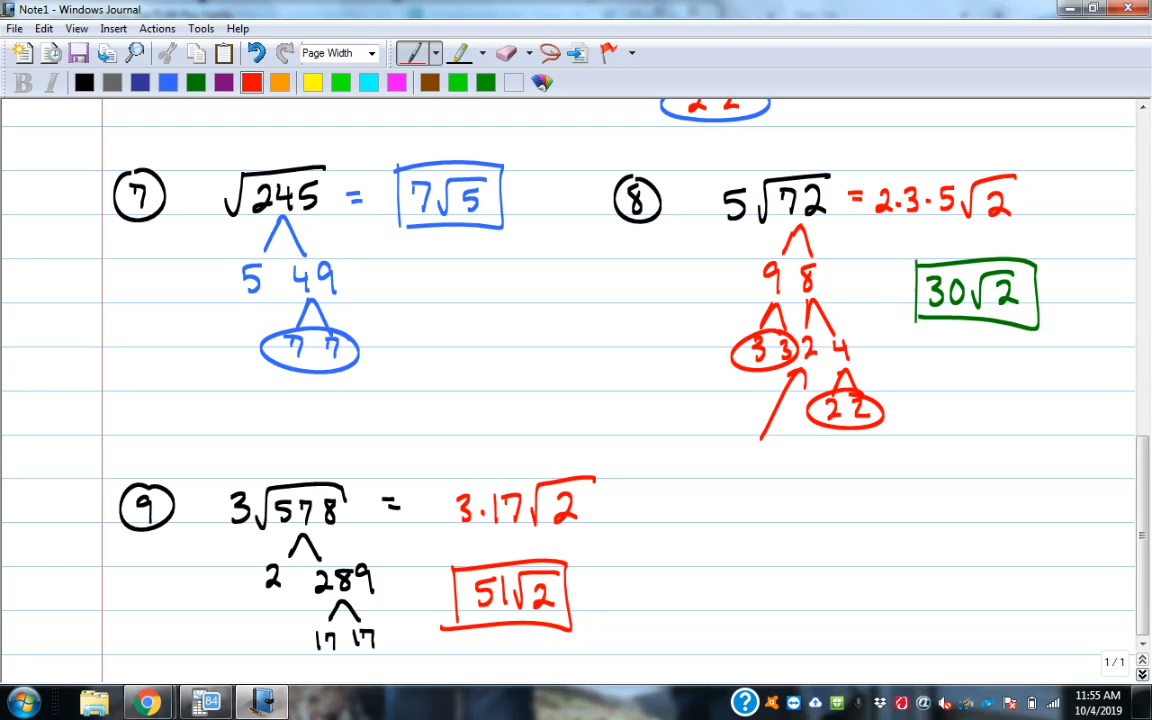 Note1 - Windows Journal
File Edit View Insert Actions Tools Help
Page Width
B I
2 2
7 √245 = 7√5
5 49
7 7
8 5√72 = 2.3.5√2
9 8
30√2
3 3 2 4
2 2
9 3√578 = 3.17√2
2 289
51√2
17 17
1 / 1
84
?
11:55 AM
10/4/2019